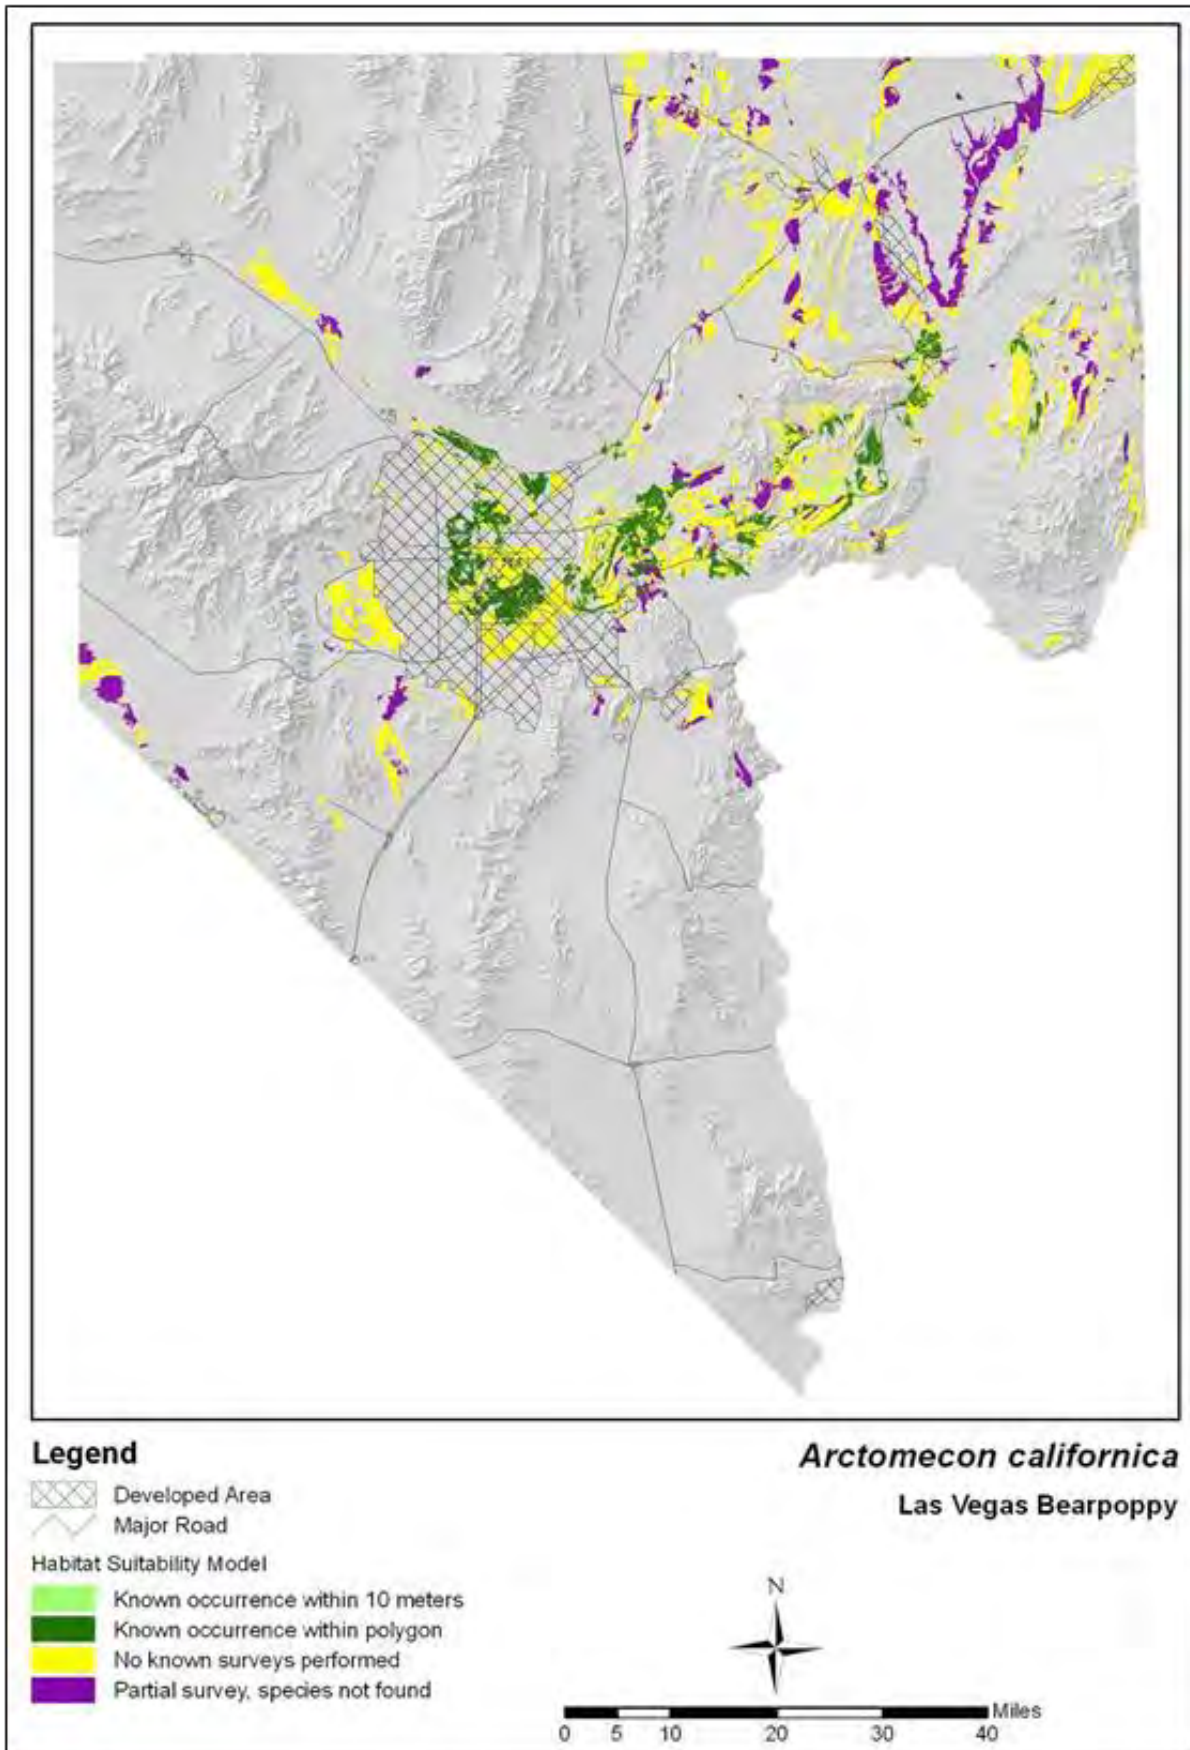 Legend
Developed Area
Major Road
Habitat Suitability Model
Known occurrence within 10 meters
Known occurrence within polygon
No known surveys performed
Partial survey, species not found
Arctomecon californica
Las Vegas Bearpoppy
N
Miles
0 5 10 20 30 40